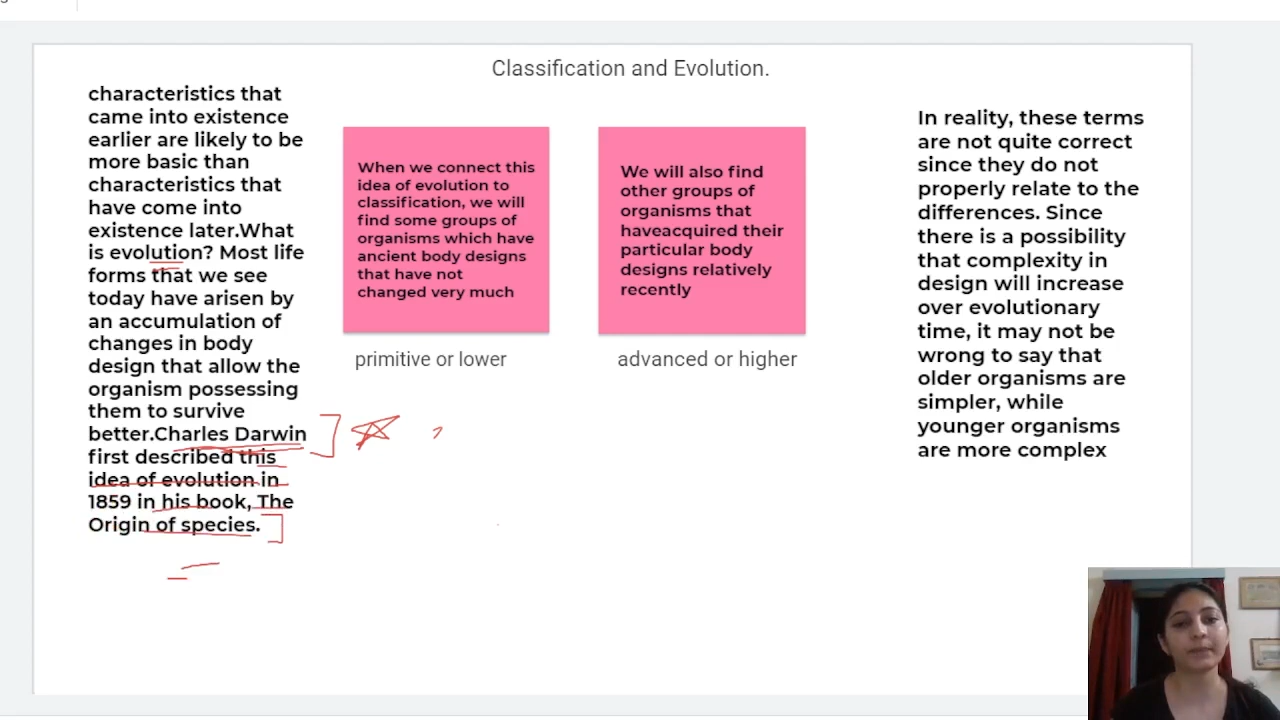 Classification and Evolution.
characteristics that
came into existence
earlier are likely to be
more basic than
characteristics that
have come into
existence later.What
is evolution? Most life
forms that we see
today have arisen by
an accumulation of
changes in body
design that allow the
organism possessing
them to survive
better.Charles Darwin
first described this
idea of evolution in
1859 in his book, The
Origin of species.
When we connect this
idea of evolution to
classification, we will
find some groups of
organisms which have
ancient body designs
that have not
changed very much
primitive or lower
We will also find
other groups of
organisms that
haveacquired their
particular body
designs relatively
recently
advanced or higher
In reality, these terms
are not quite correct
since they do not
properly relate to the
differences. Since
there is a possibility
that complexity in
design will increase
over evolutionary
time, it may not be
wrong to say that
older organisms are
simpler, while
younger organisms
are more complex